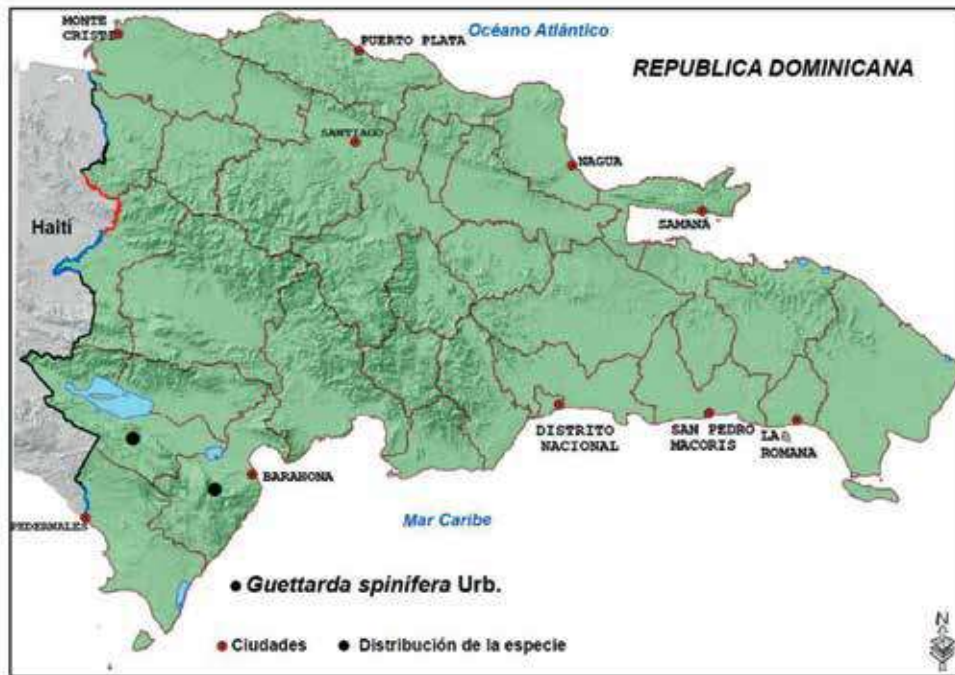 MONTE
CRISTI
Océano Atlántico
PUERTO PLATA
REPUBLICA DOMINICANA
SANTIAGO
NAGUA
Haití
SAMANÁ
DISTRITO
NACIONAL
SAN PEDRO
MACORIS
LA
ROMANA
BARAHONA
PEDERNALES
Mar Caribe
Guettarda spinifera Urb.
Ciudades
Distribución de la especie
N